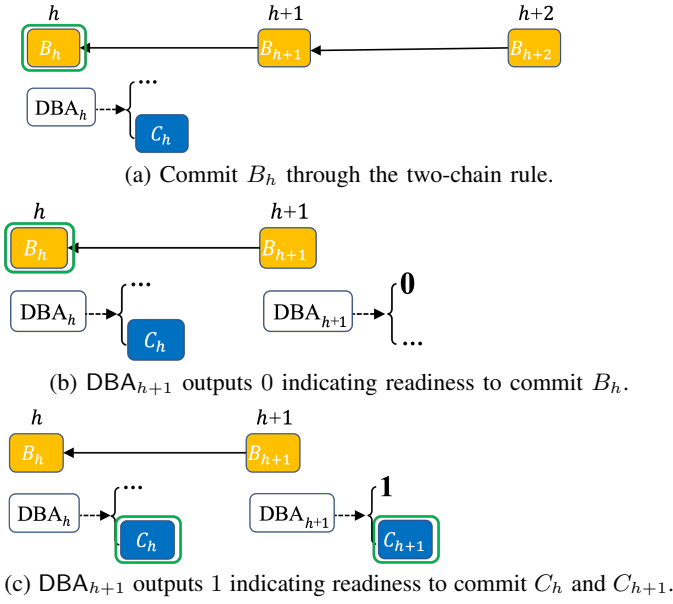 h h+1 h+2
B_h B_{h+1} B_{h+2}
...
DBA_h
C_h
(a) Commit B_h through the two-chain rule.
h h+1
B_h B_{h+1}
... 0
DBA_h DBA_{h+1}
C_h ...
(b) DBA_{h+1} outputs 0 indicating readiness to commit B_h.
h h+1
B_h B_{h+1}
... 1
DBA_h DBA_{h+1}
C_h C_{h+1}
(c) DBA_{h+1} outputs 1 indicating readiness to commit C_h and C_{h+1}.